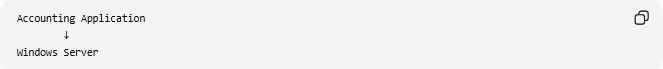 Accounting Application
↓
Windows Server